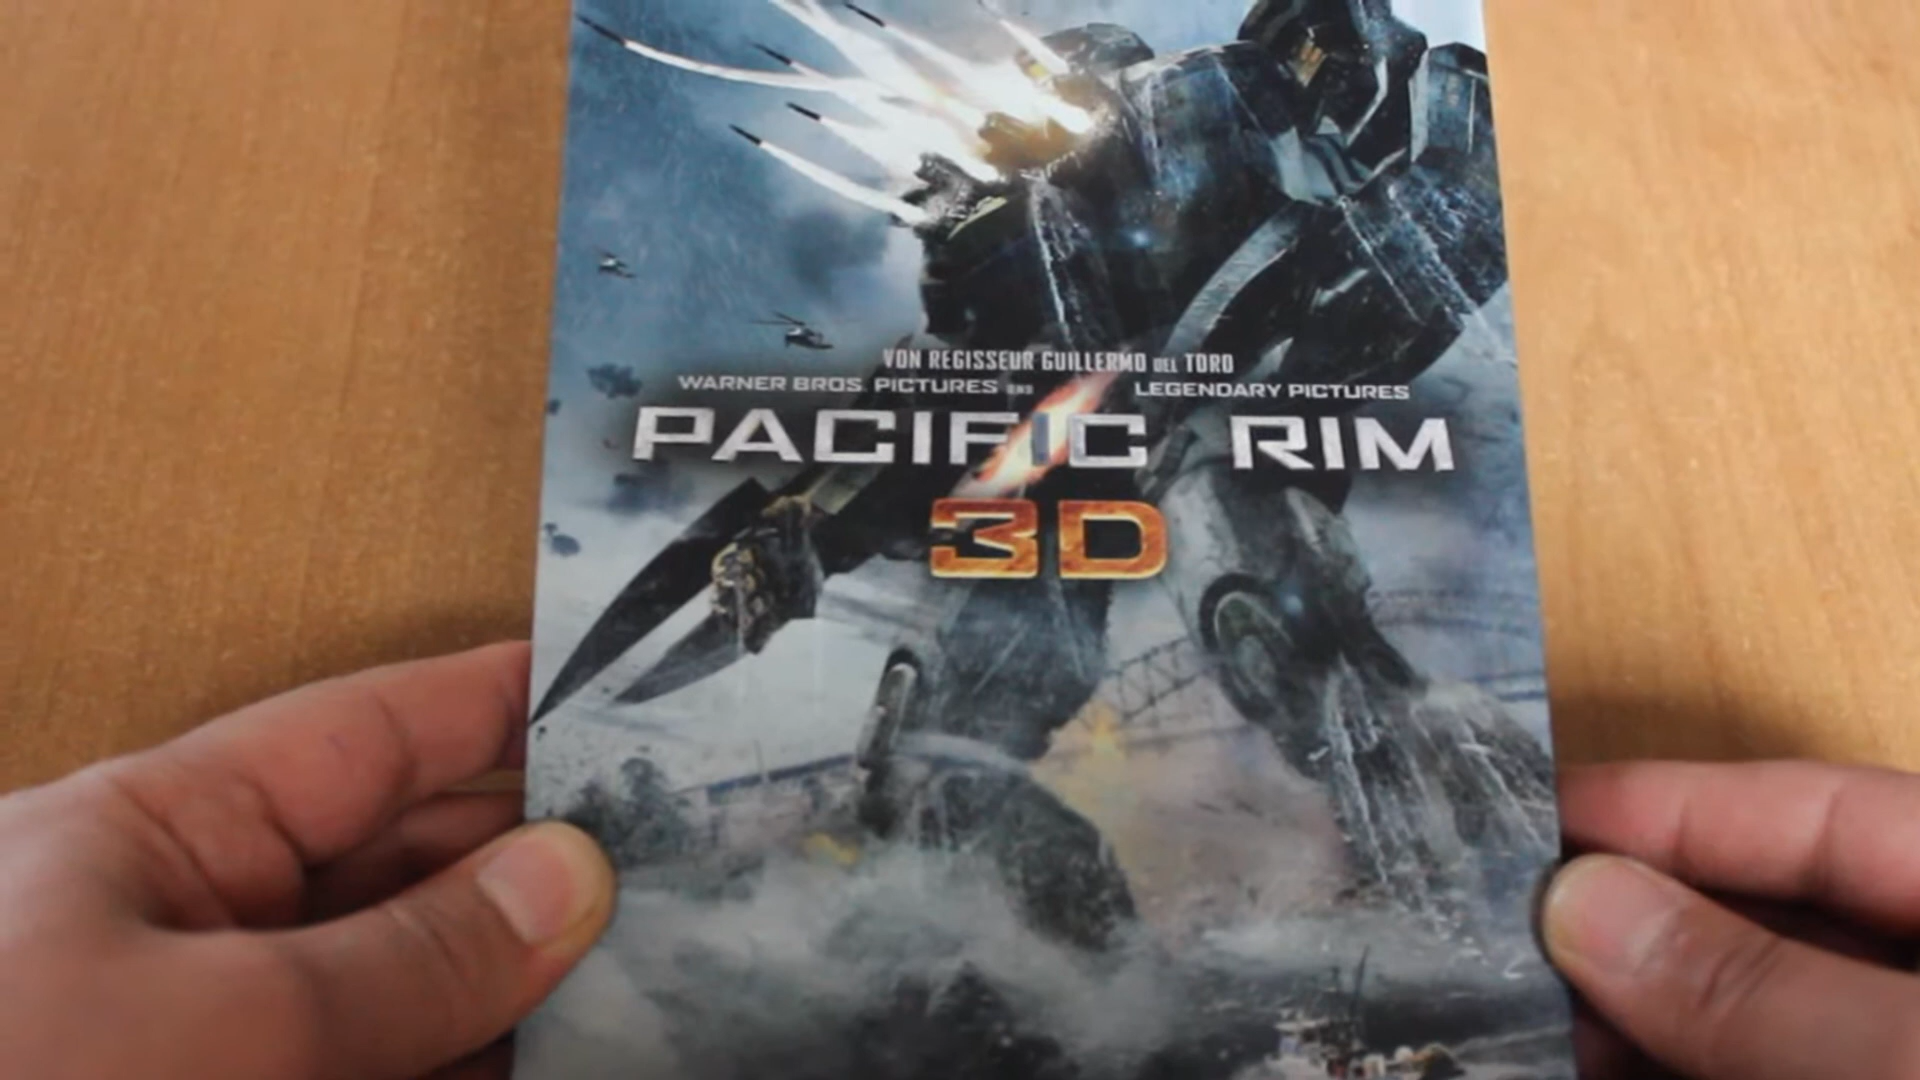 VON REGISSEUR GUILLERMO DEL TORO
WARNER BROS. PICTURES UND LEGENDARY PICTURES
PACIFIC RIM
3D